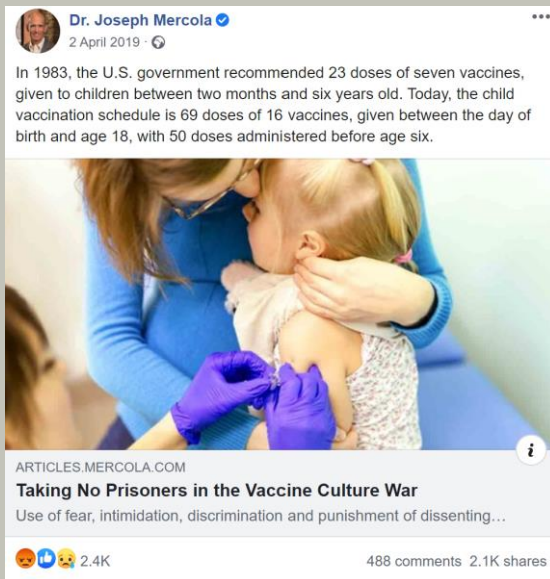 Dr. Joseph Mercola
2 April 2019 ·
In 1983, the U.S. government recommended 23 doses of seven vaccines,
given to children between two months and six years old. Today, the child
vaccination schedule is 69 doses of 16 vaccines, given between the day of
birth and age 18, with 50 doses administered before age six.
i
ARTICLES.MERCOLA.COM
Taking No Prisoners in the Vaccine Culture War
Use of fear, intimidation, discrimination and punishment of dissenting...
2.4K 488 comments 2.1K shares